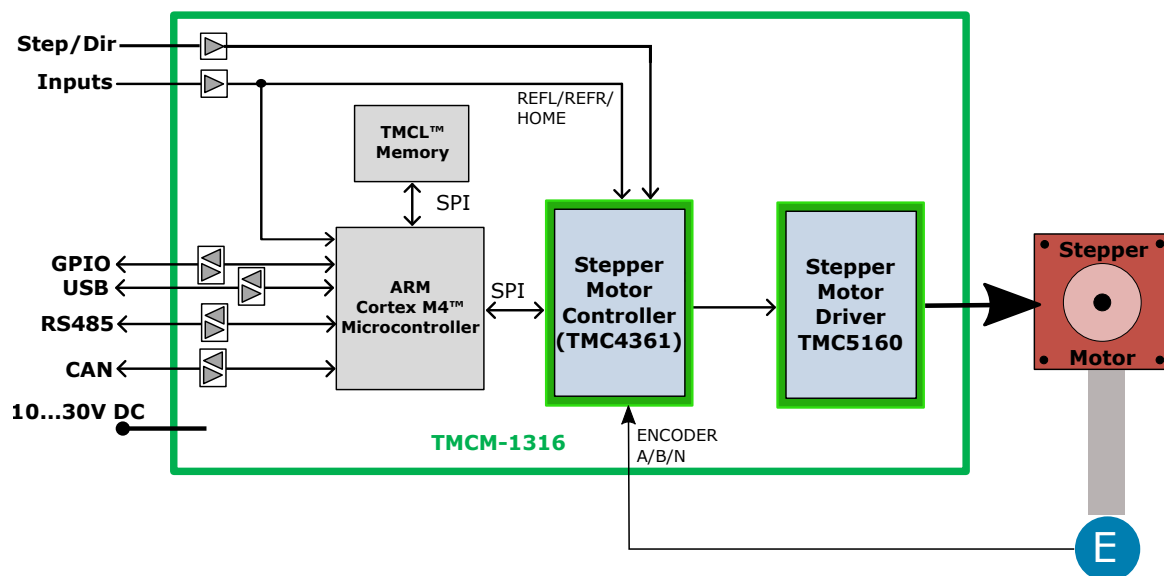 Step/Dir
Inputs
REFL/REFR/
HOME
TMCL™
Memory
SPI
GPIO
USB
RS485
CAN
10...30V DC
ARM
Cortex M4™
Microcontroller
SPI
Stepper
Motor
Controller
(TMC4361)
Stepper
Motor
Driver
TMC5160
Stepper
Motor
TMCM-1316
ENCODER
A/B/N
E